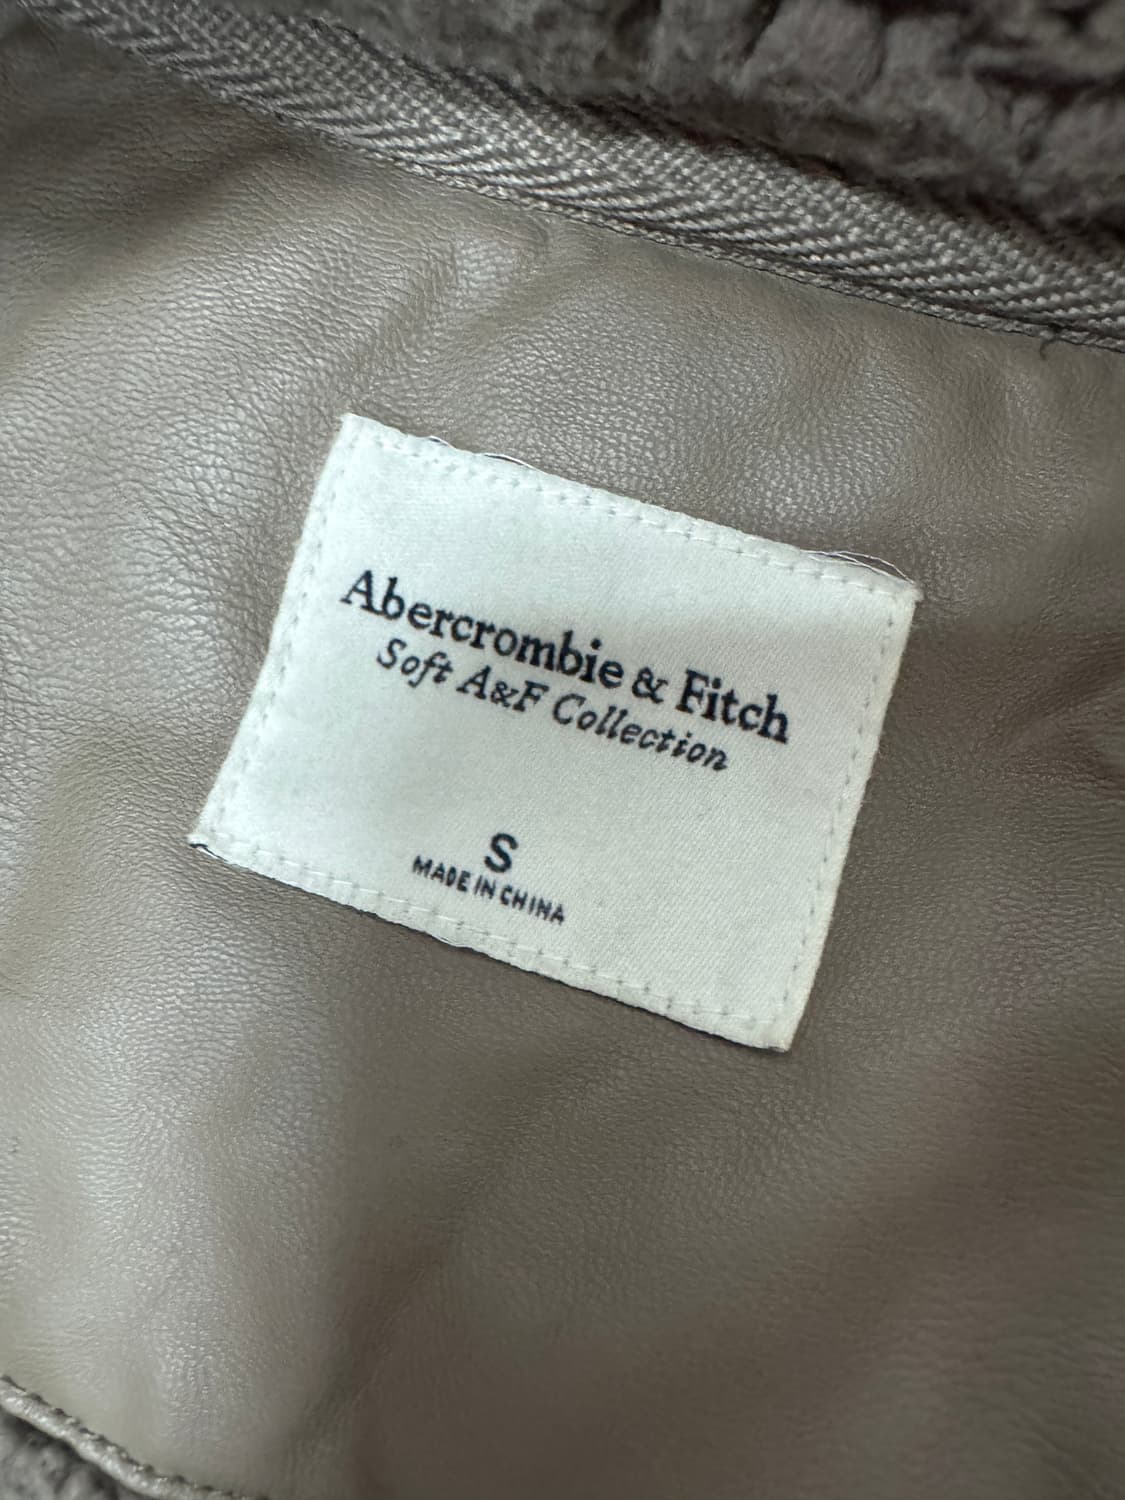 Abercrombie & Fitch
Soft A&F Collection
S
MADE IN CHINA